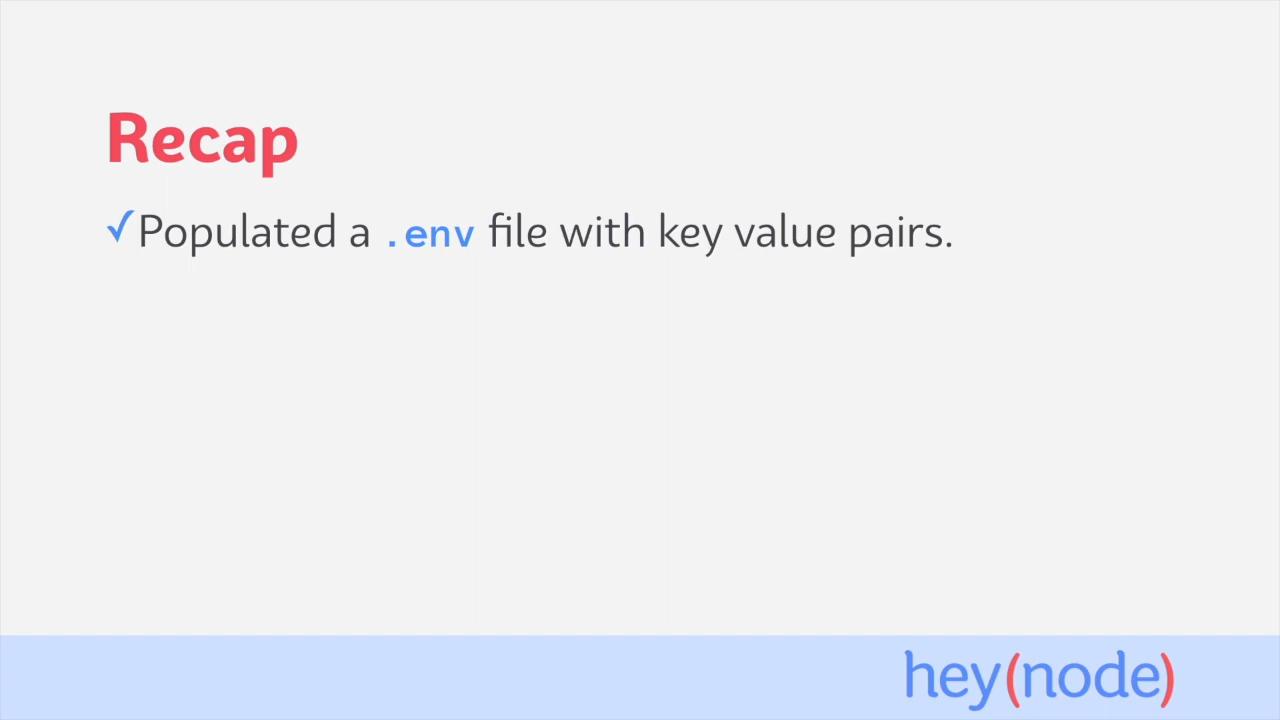 Recap
✓Populated a .env file with key value pairs.
hey(node)